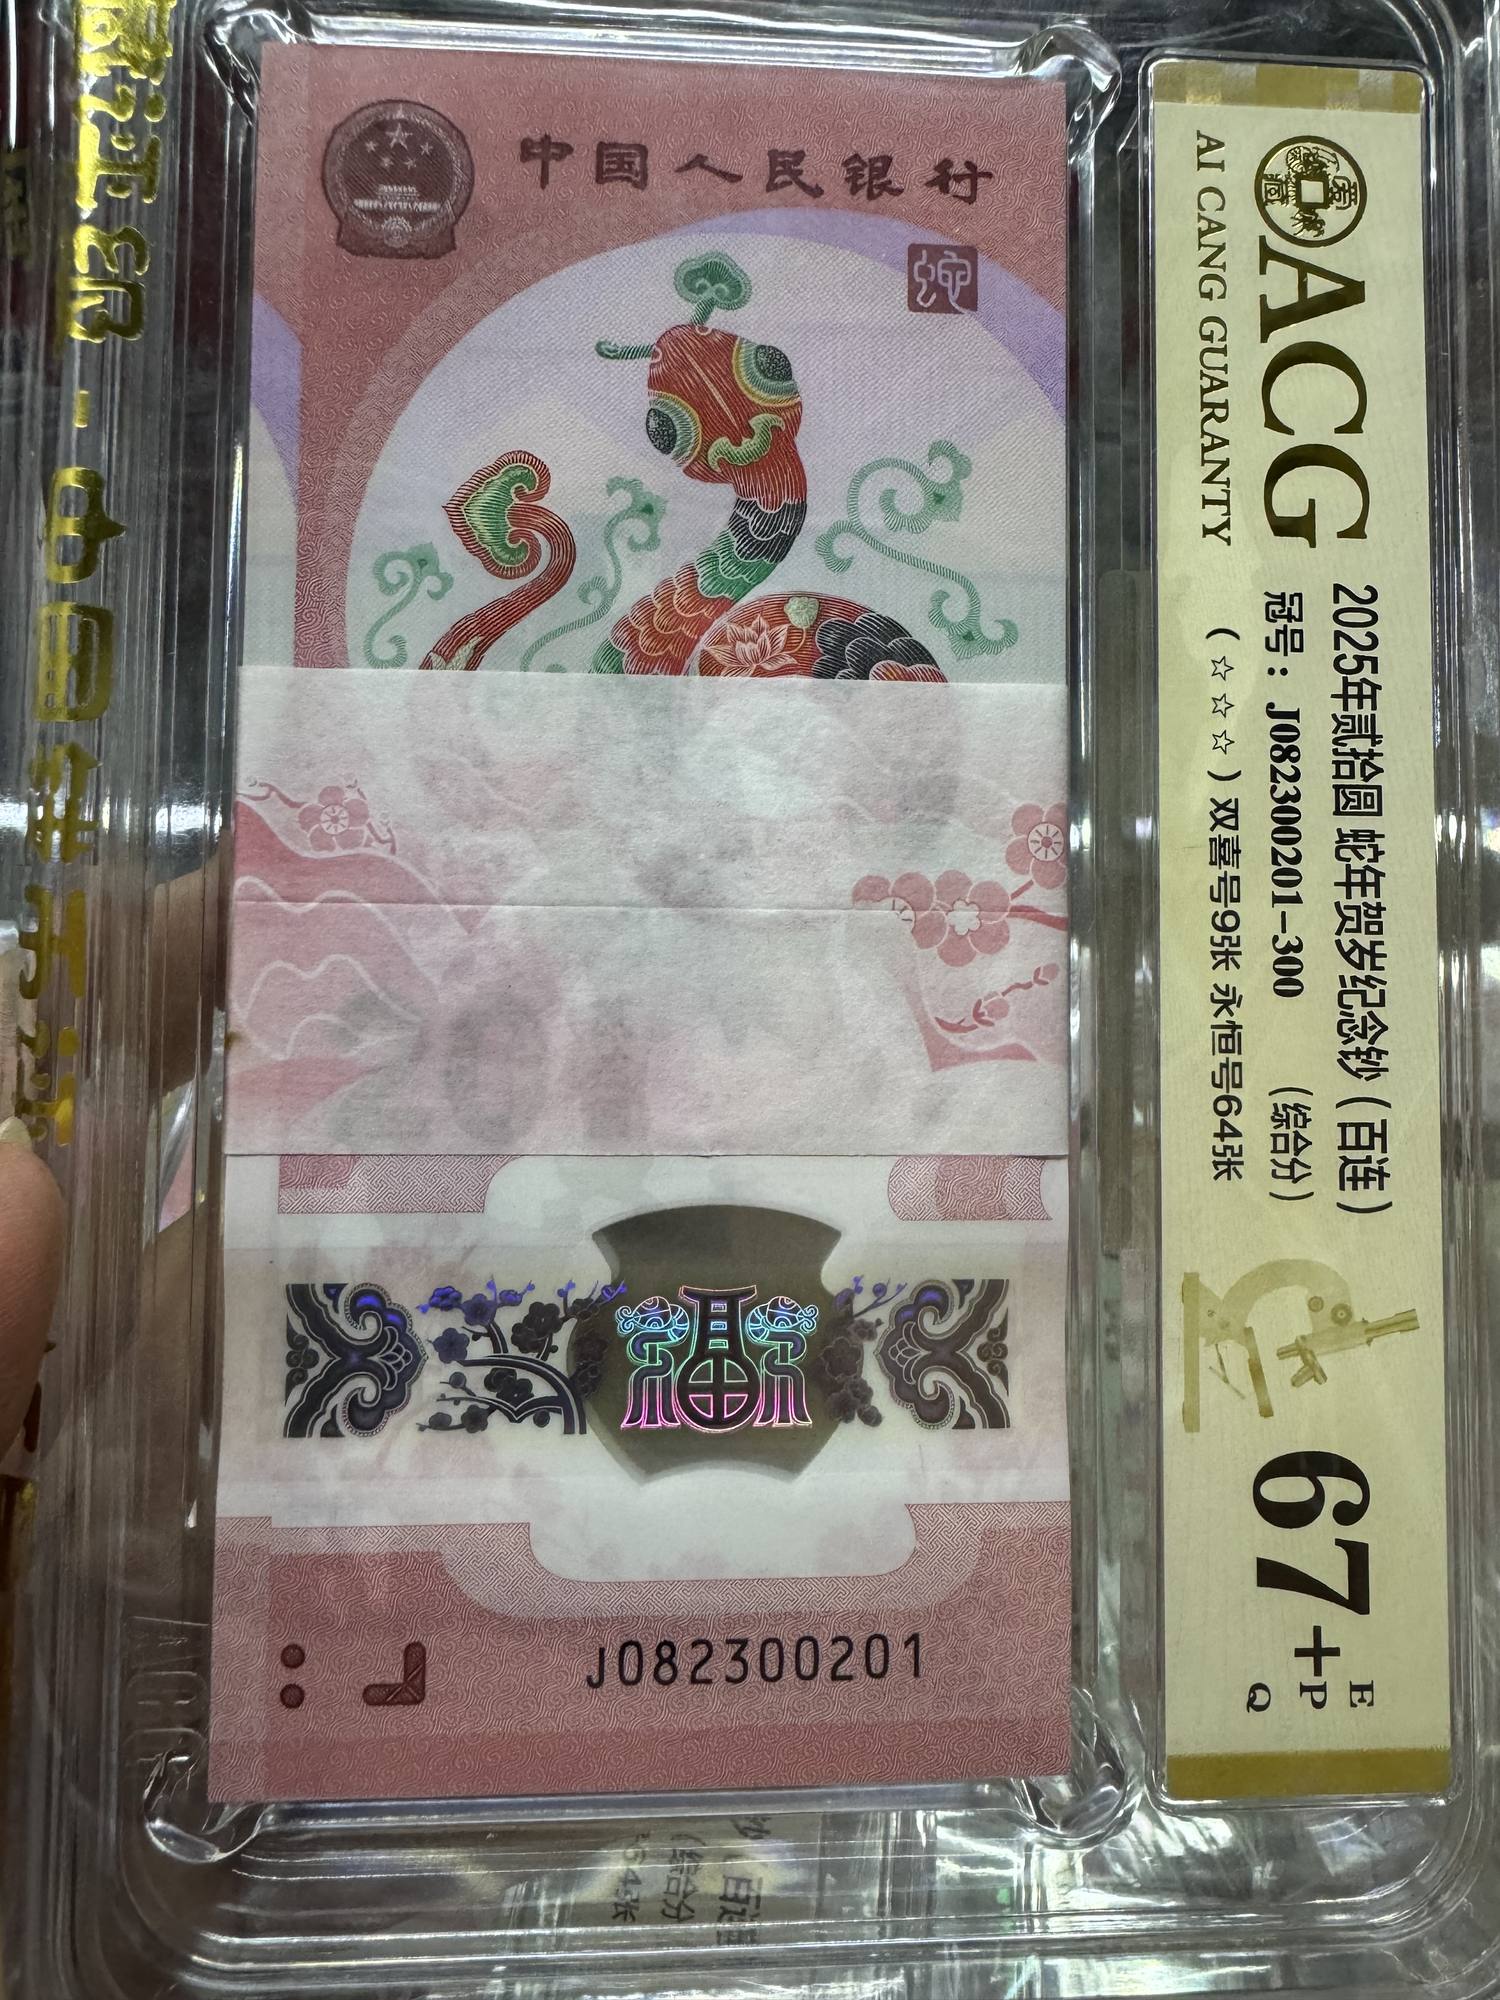 中国人民银行
蛇
福
J082300201
ACG
AI CANG GUARANTY
2025年贰拾圆 蛇年贺岁纪念钞（百连）
冠号：J082300201-300 （综合分）
（☆☆☆）双喜号9张 永恒号64张
67+
E
P
Q
ACG